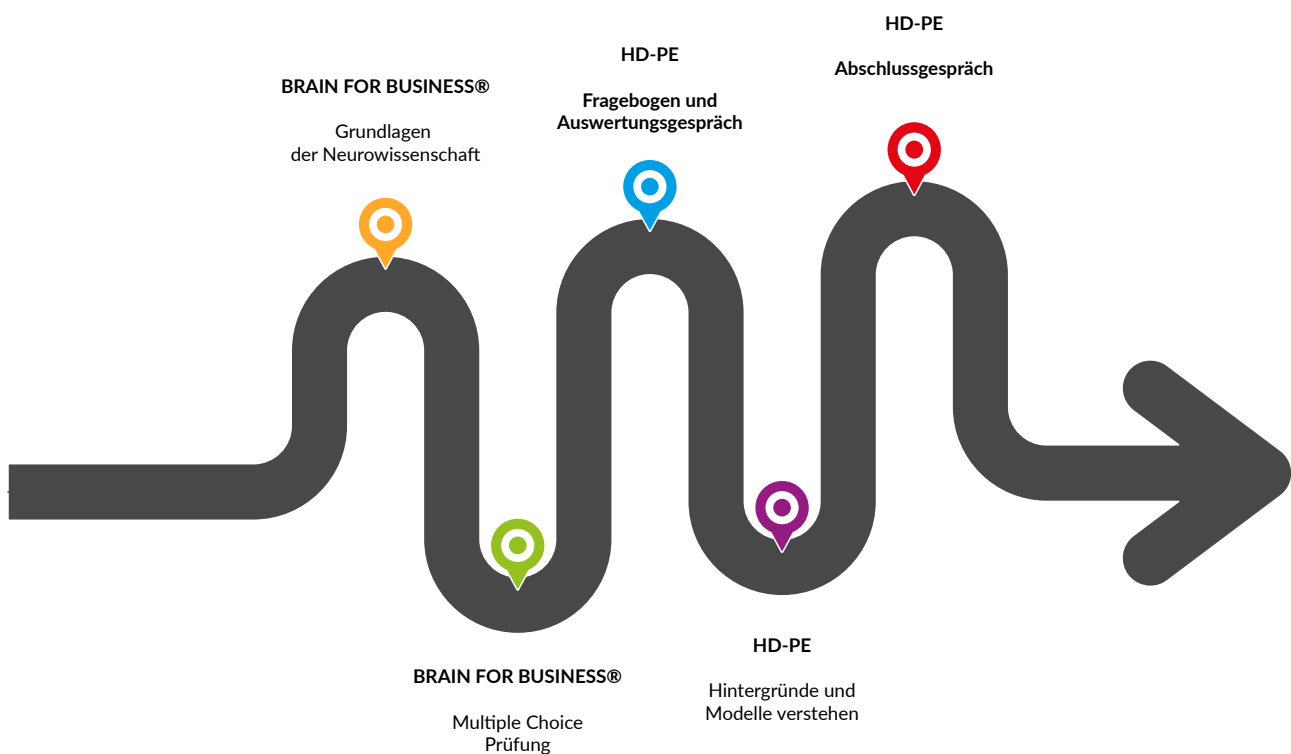 BRAIN FOR BUSINESS®
Grundlagen
der Neurowissenschaft
BRAIN FOR BUSINESS®
Multiple Choice
Prüfung
HD-PE
Fragebogen und
Auswertungsgespräch
HD-PE
Hintergründe und
Modelle verstehen
HD-PE
Abschlussgespräch